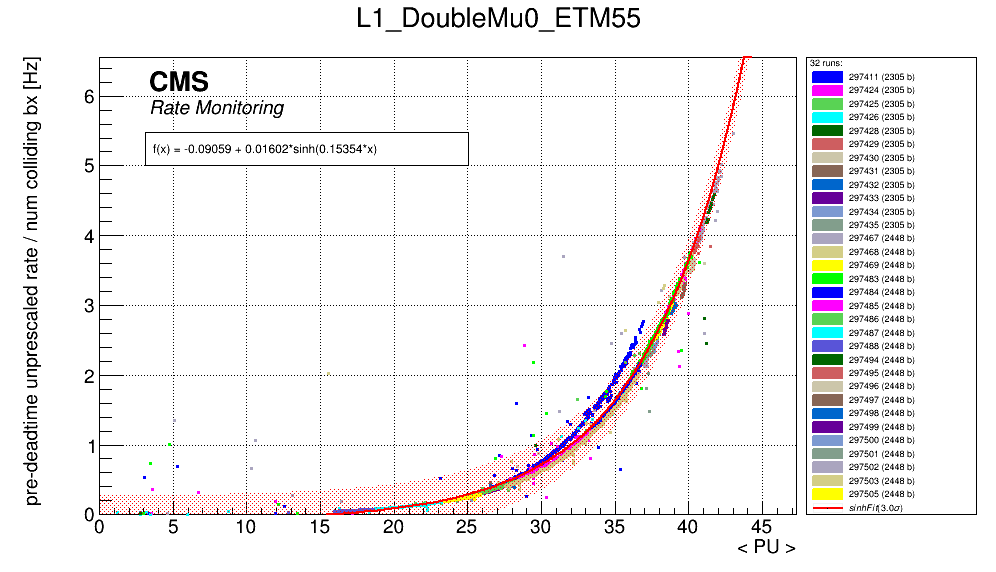 L1_DoubleMu0_ETM55
pre-deadtime unprescaled rate / num colliding bx [Hz]
CMS
Rate Monitoring
f(x) = -0.09059 + 0.01602*sinh(0.15354*x)
6
5
4
3
2
1
0
0 5 10 15 20 25 30 35 40 45
< PU >
32 runs:
297411 (2305 b)
297424 (2305 b)
297425 (2305 b)
297426 (2305 b)
297428 (2305 b)
297429 (2305 b)
297430 (2305 b)
297431 (2305 b)
297432 (2305 b)
297433 (2305 b)
297434 (2305 b)
297435 (2305 b)
297467 (2448 b)
297468 (2448 b)
297469 (2448 b)
297483 (2448 b)
297484 (2448 b)
297485 (2448 b)
297486 (2448 b)
297487 (2448 b)
297488 (2448 b)
297494 (2448 b)
297495 (2448 b)
297496 (2448 b)
297497 (2448 b)
297498 (2448 b)
297499 (2448 b)
297500 (2448 b)
297501 (2448 b)
297502 (2448 b)
297503 (2448 b)
297505 (2448 b)
sinhFit(3.0σ)